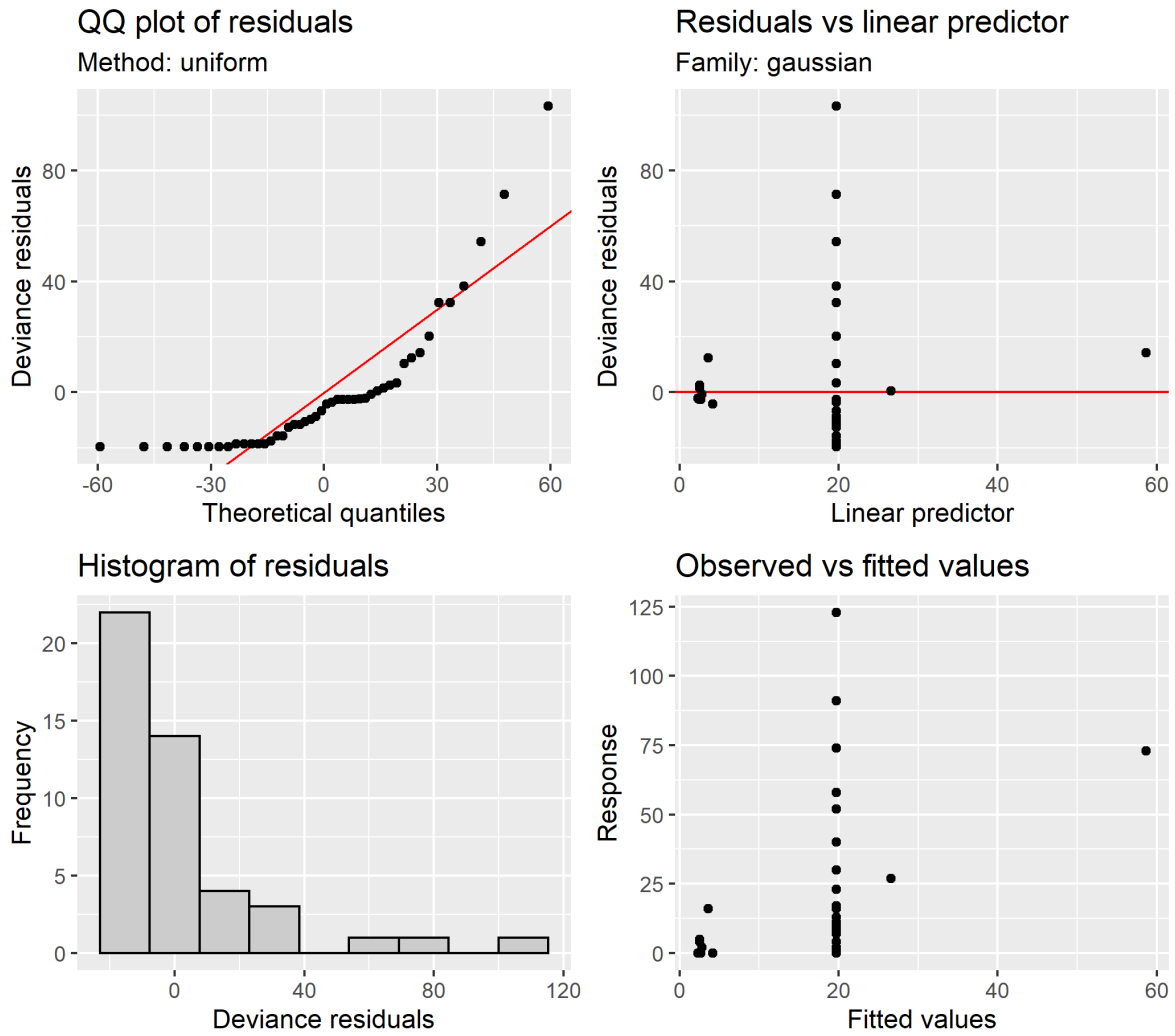 QQ plot of residuals
Method: uniform
Deviance residuals
80
40
0
-60 -30 0 30 60
Theoretical quantiles
Residuals vs linear predictor
Family: gaussian
Deviance residuals
80
40
0
0 20 40 60
Linear predictor
Histogram of residuals
Frequency
20
15
10
5
0
0 40 80 120
Deviance residuals
Observed vs fitted values
Response
125
100
75
50
25
0
0 20 40 60
Fitted values